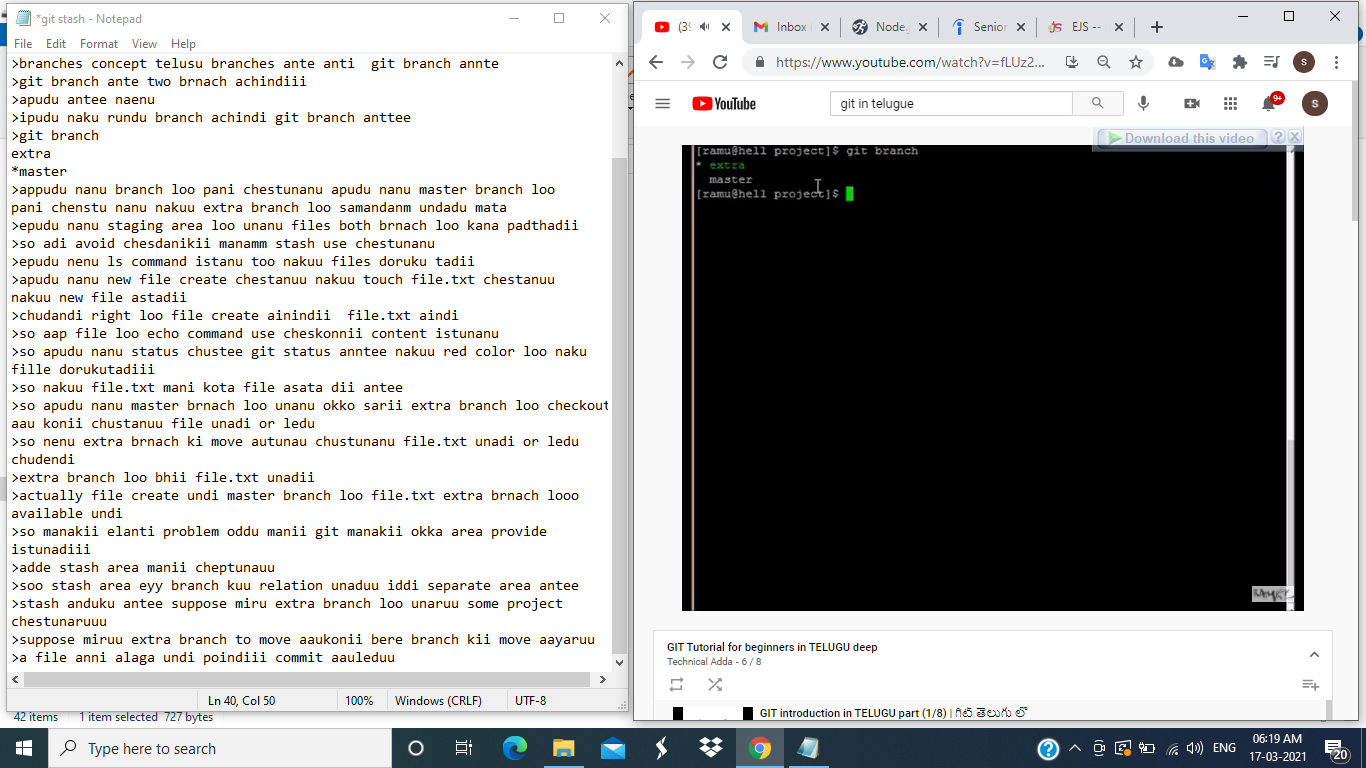 *git stash - Notepad
File Edit Format View Help
>branches concept telusu branches ante anti  git branch annte
>git branch ante two brnach achindiii
>apudu antee naenu
>ipudu naku rundu branch achindi git branch anttee
>git branch
extra
*master
>appudu nanu branch loo pani chestunanu apudu nanu master branch loo
pani chenstu nanu nakuu extra branch loo samandanm undadu mata
>epudu nanu staging area loo unanu files both brnach loo kana padthadii
>so adi avoid chesdanikii manamm stash use chestunanu
>epudu nenu ls command istanu too nakuu files doruku tadii
>apudu nanu new file create chestanuu nakuu touch file.txt chestanuu
nakuu new file astadii
>chudandi right loo file create ainindii  file.txt aindi
>so aap file loo echo command use cheskonnii content istunanu
>so apudu nanu status chustee git status anntee nakuu red color loo naku
fille dorukutadiii
>so nakuu file.txt mani kota file asata dii antee
>so apudu nanu master brnach loo unanu okko sarii extra branch loo checkout
aau konii chustanuu file unadi or ledu
>so nenu extra brnach ki move autunau chustunanu file.txt unadi or ledu
chudendi
>extra branch loo bhii file.txt unadii
>actually file create undi master branch loo file.txt extra brnach looo
available undi
>so manakii elanti problem oddu manii git manakii okka area provide
istunadiii
>adde stash area manii cheptunauu
>soo stash area eyy branch kuu relation unaduu iddi separate area antee
>stash anduku antee suppose miru extra branch loo unaruu some project
chestunaruuu
>suppose miruu extra branch to move aaukonii bere branch kii move aayaruu
>a file anni alaga undi poindiii commit aauleduu
Ln 40, Col 50 100% Windows (CRLF) UTF-8
42 items 1 item selected 727 bytes
(39 Inbox Node. Senior EJS --
https://www.youtube.com/watch?v=fLUz2... S
YouTube
git in telugue
9+
S
Download this video ? X
[ramu@hell project]$ git branch
* extra
master
[ramu@hell project]$
GIT Tutorial for beginners in TELUGU deep
Technical Adda - 6 / 8
GIT introduction in TELUGU part (1/8) | గిట్ తెలుగు లో
Type here to search
ENG
06:19 AM
17-03-2021
20